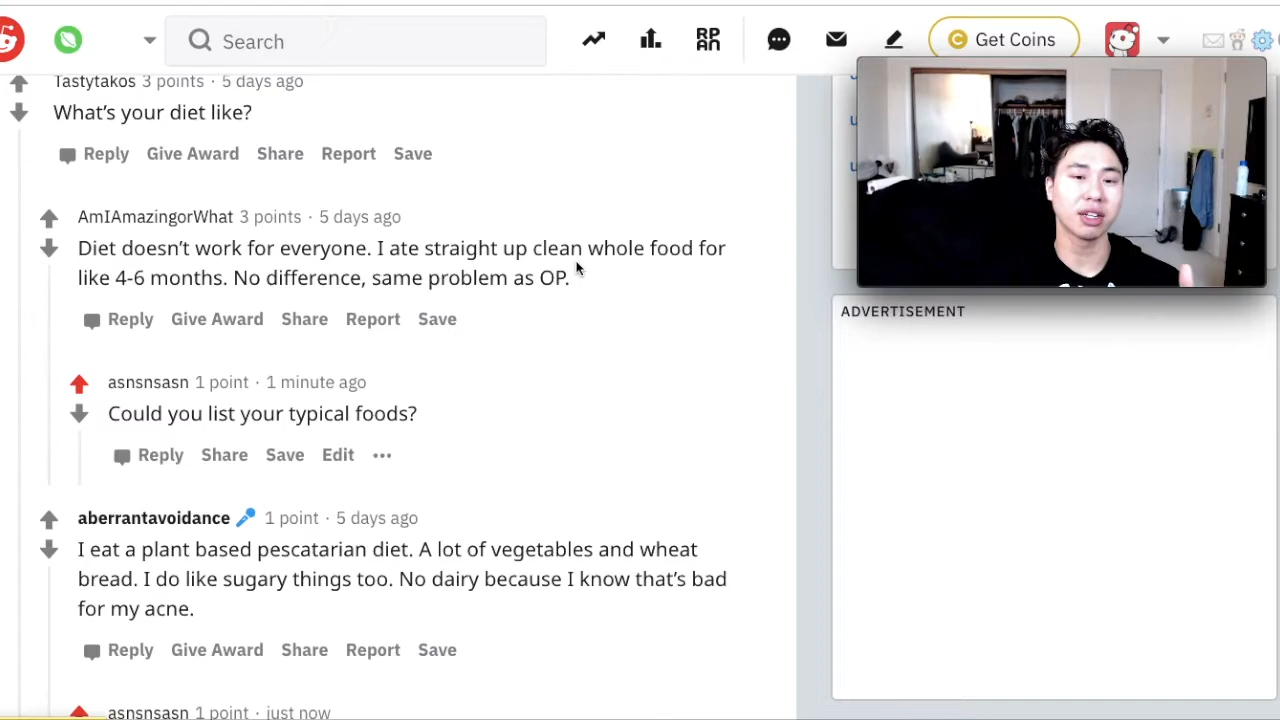 Search
RPAN
Get Coins
Tastytakos 3 points · 5 days ago
What's your diet like?
Reply Give Award Share Report Save
AmIAmazingorWhat 3 points · 5 days ago
Diet doesn't work for everyone. I ate straight up clean whole food for
like 4-6 months. No difference, same problem as OP.
Reply Give Award Share Report Save
asnsnsasn 1 point · 1 minute ago
Could you list your typical foods?
Reply Share Save Edit ···
aberrantavoidance 1 point · 5 days ago
I eat a plant based pescatarian diet. A lot of vegetables and wheat
bread. I do like sugary things too. No dairy because I know that's bad
for my acne.
Reply Give Award Share Report Save
asnsnsasn 1 point · just now
ADVERTISEMENT